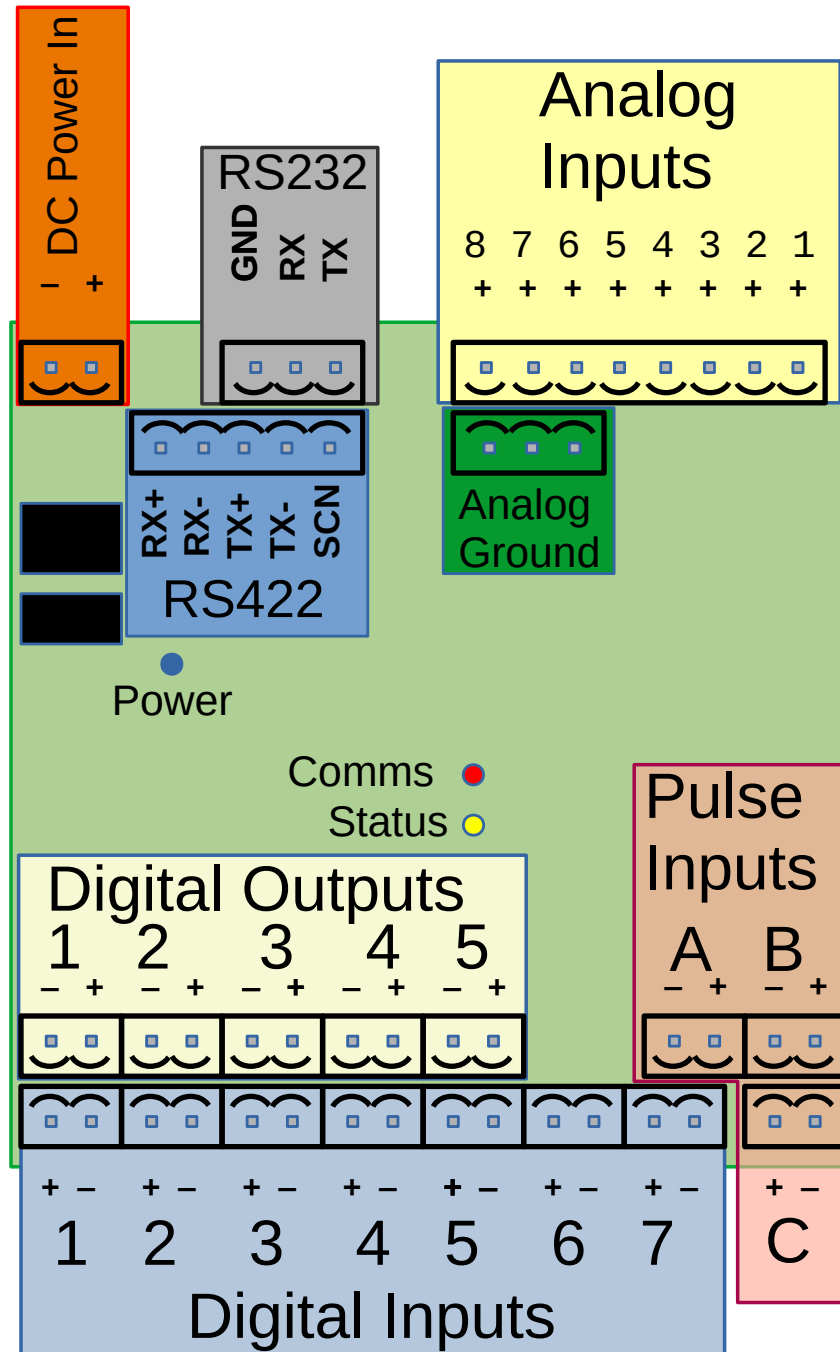 DC Power In
– +
RS232
GND RX TX
Analog
Inputs
8 7 6 5 4 3 2 1
+ + + + + + + +
RX+ RX- TX+ TX- SCN
RS422
Analog
Ground
Power
Comms
Status
Digital Outputs
1 2 3 4 5
– + – + – + – + – +
Pulse
Inputs
A B
– + – +
+ – + – + – + – + – + – + –
1 2 3 4 5 6 7
Digital Inputs
+ –
C